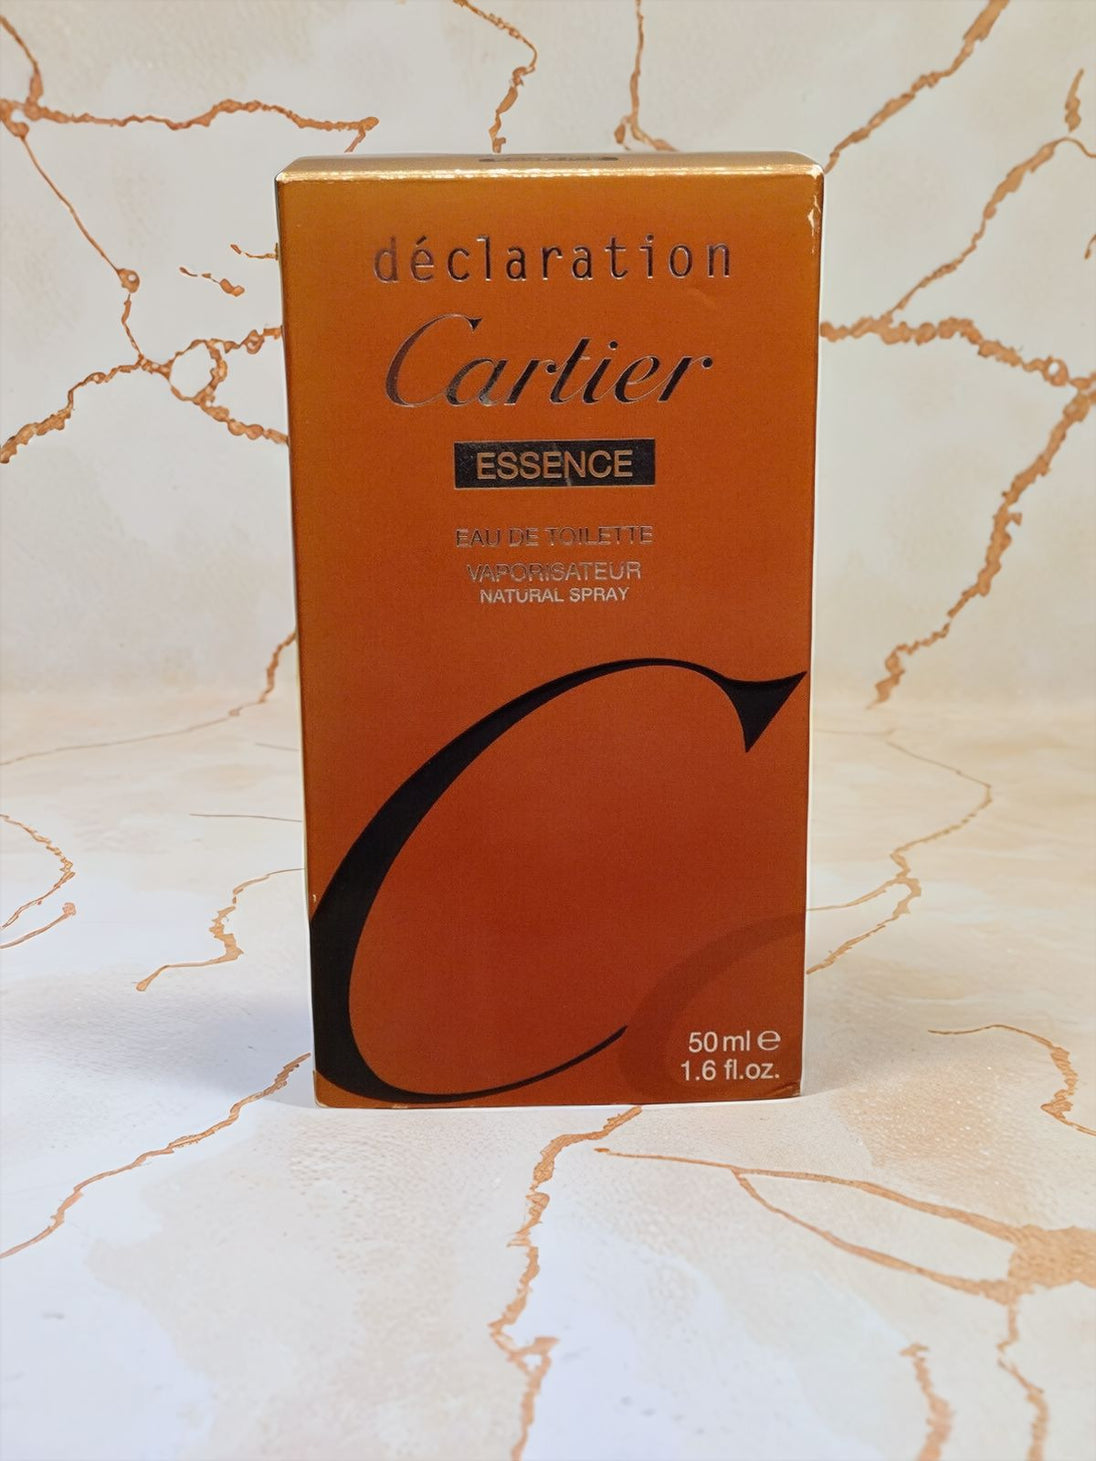 déclaration
Cartier
ESSENCE
EAU DE TOILETTE
VAPORISATEUR
NATURAL SPRAY
50 ml ℮
1.6 fl.oz.